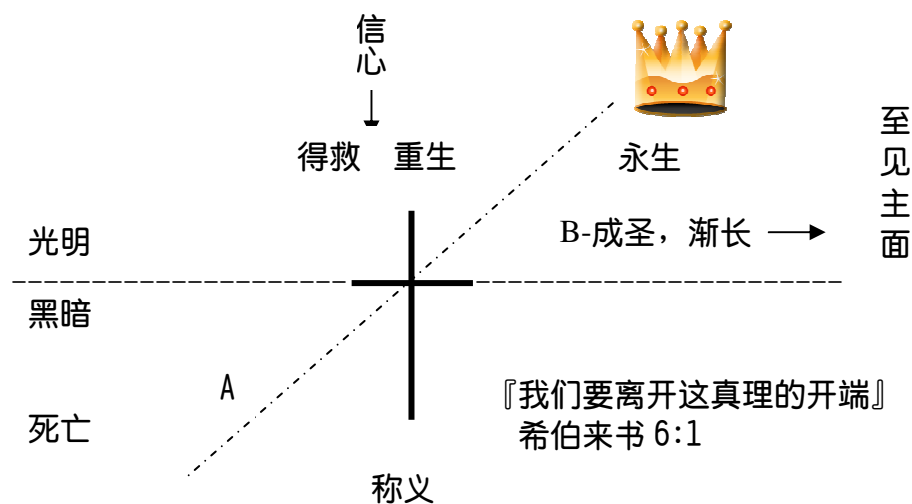 信心
得救 重生
永生
至见主面
B-成圣，渐长
光明
黑暗
A
『我们要离开这真理的开端』
希伯来书 6:1
死亡
称义